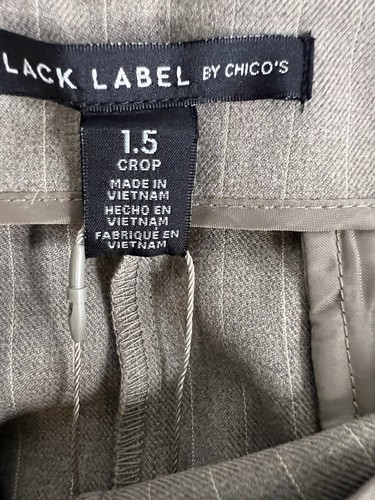 LACK LABEL BY CHICO'S
1.5
CROP
MADE IN
VIETNAM
HECHO EN
VIETNAM
FABRIQUÉ EN
VIETNAM